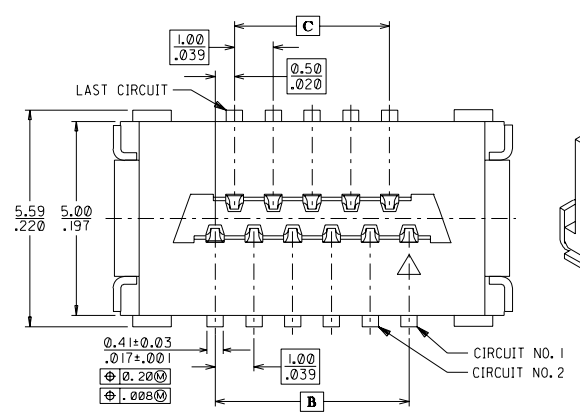 C
1.00
.039
0.50
.020
LAST CIRCUIT
5.59
.220
5.00
.197
0.41±0.03
.017±.001
⌖ 0.20Ⓜ
⌖ .008Ⓜ
1.00
.039
B
CIRCUIT NO. 1
CIRCUIT NO. 2